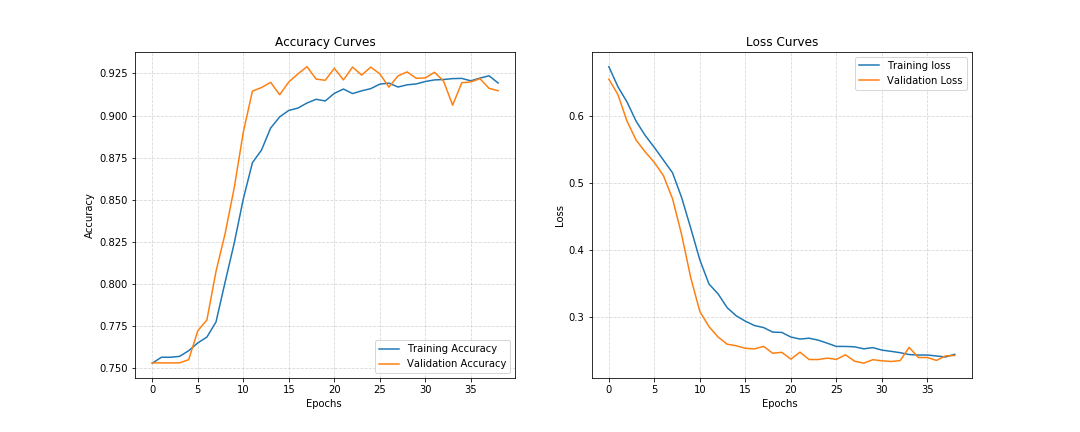 Accuracy Curves
0.925
0.900
0.875
0.850
0.825
0.800
0.775
0.750
Accuracy
0 5 10 15 20 25 30 35
Epochs
Training Accuracy
Validation Accuracy
Loss Curves
0.6
0.5
0.4
0.3
Loss
0 5 10 15 20 25 30 35
Epochs
Training loss
Validation Loss